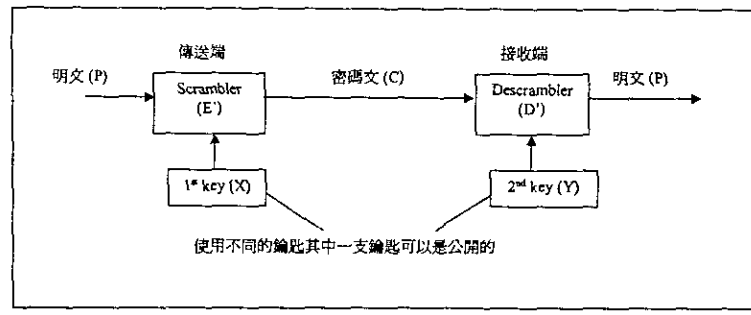 傳送端
接收端
明文 (P)
Scrambler
(E')
密碼文 (C)
Descrambler
(D')
明文 (P)
1st key (X)
2nd key (Y)
使用不同的鑰匙其中一支鑰匙可以是公開的